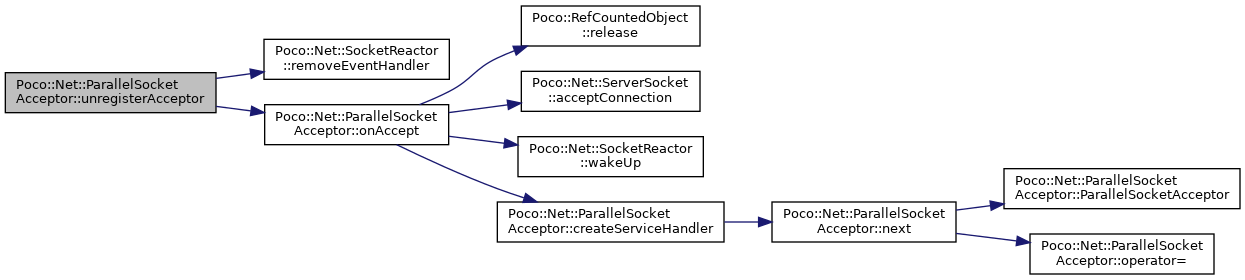 Poco::Net::ParallelSocket
Acceptor::unregisterAcceptor
Poco::Net::SocketReactor
::removeEventHandler
Poco::Net::ParallelSocket
Acceptor::onAccept
Poco::RefCountedObject
::release
Poco::Net::ServerSocket
::acceptConnection
Poco::Net::SocketReactor
::wakeUp
Poco::Net::ParallelSocket
Acceptor::createServiceHandler
Poco::Net::ParallelSocket
Acceptor::next
Poco::Net::ParallelSocket
Acceptor::ParallelSocketAcceptor
Poco::Net::ParallelSocket
Acceptor::operator=